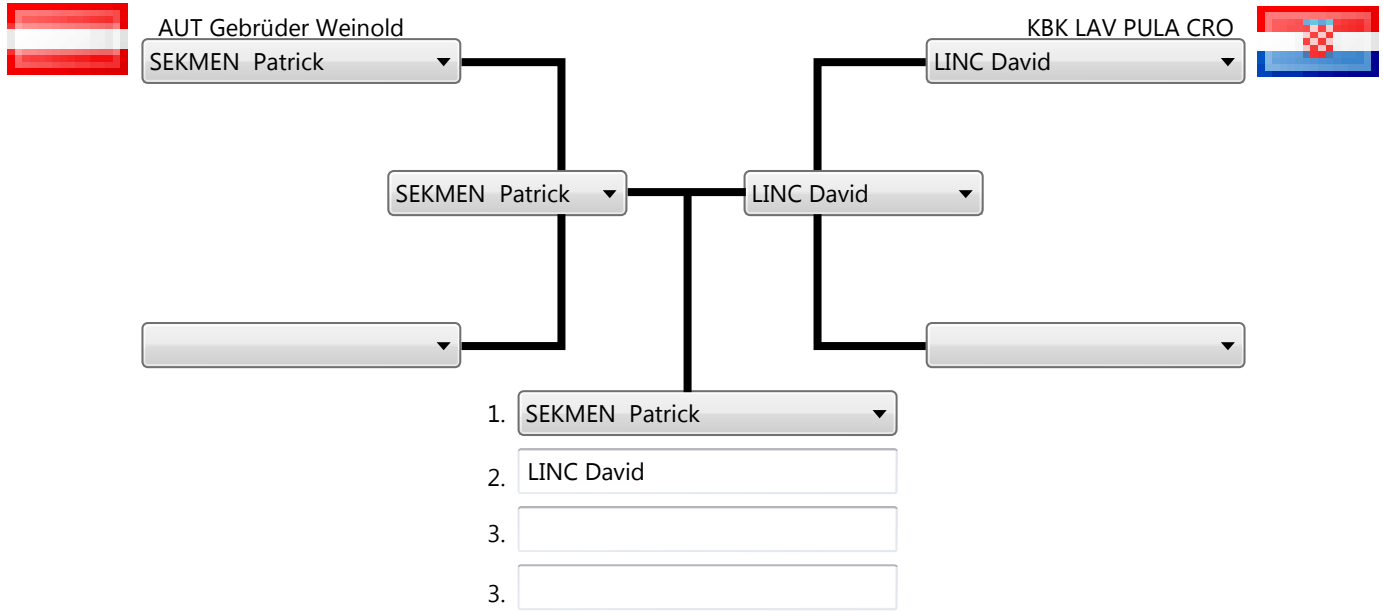 AUT Gebrüder Weinold
KBK LAV PULA CRO
SEKMEN Patrick
LINC David
SEKMEN Patrick
LINC David
1. SEKMEN Patrick
2. LINC David
3.
3.